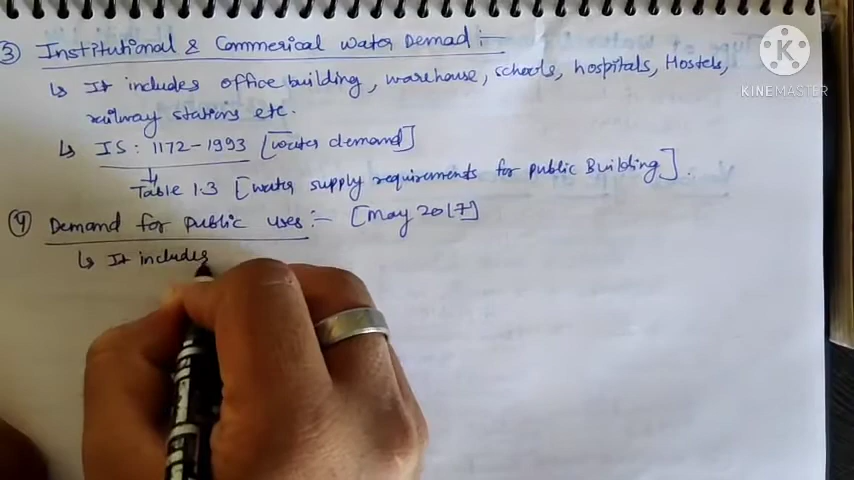 ③ Institutional & Commerical water Demad :-
↳ It includes office building, warehouse, schools, hospitals, Hostels,
railway stations etc.
↳ IS : 1172-1993 [water demand]
Table 1.3 [water supply requirements for public Building].
④ Demand for public uses :- [May 2017]
↳ It includes
KINEMASTER